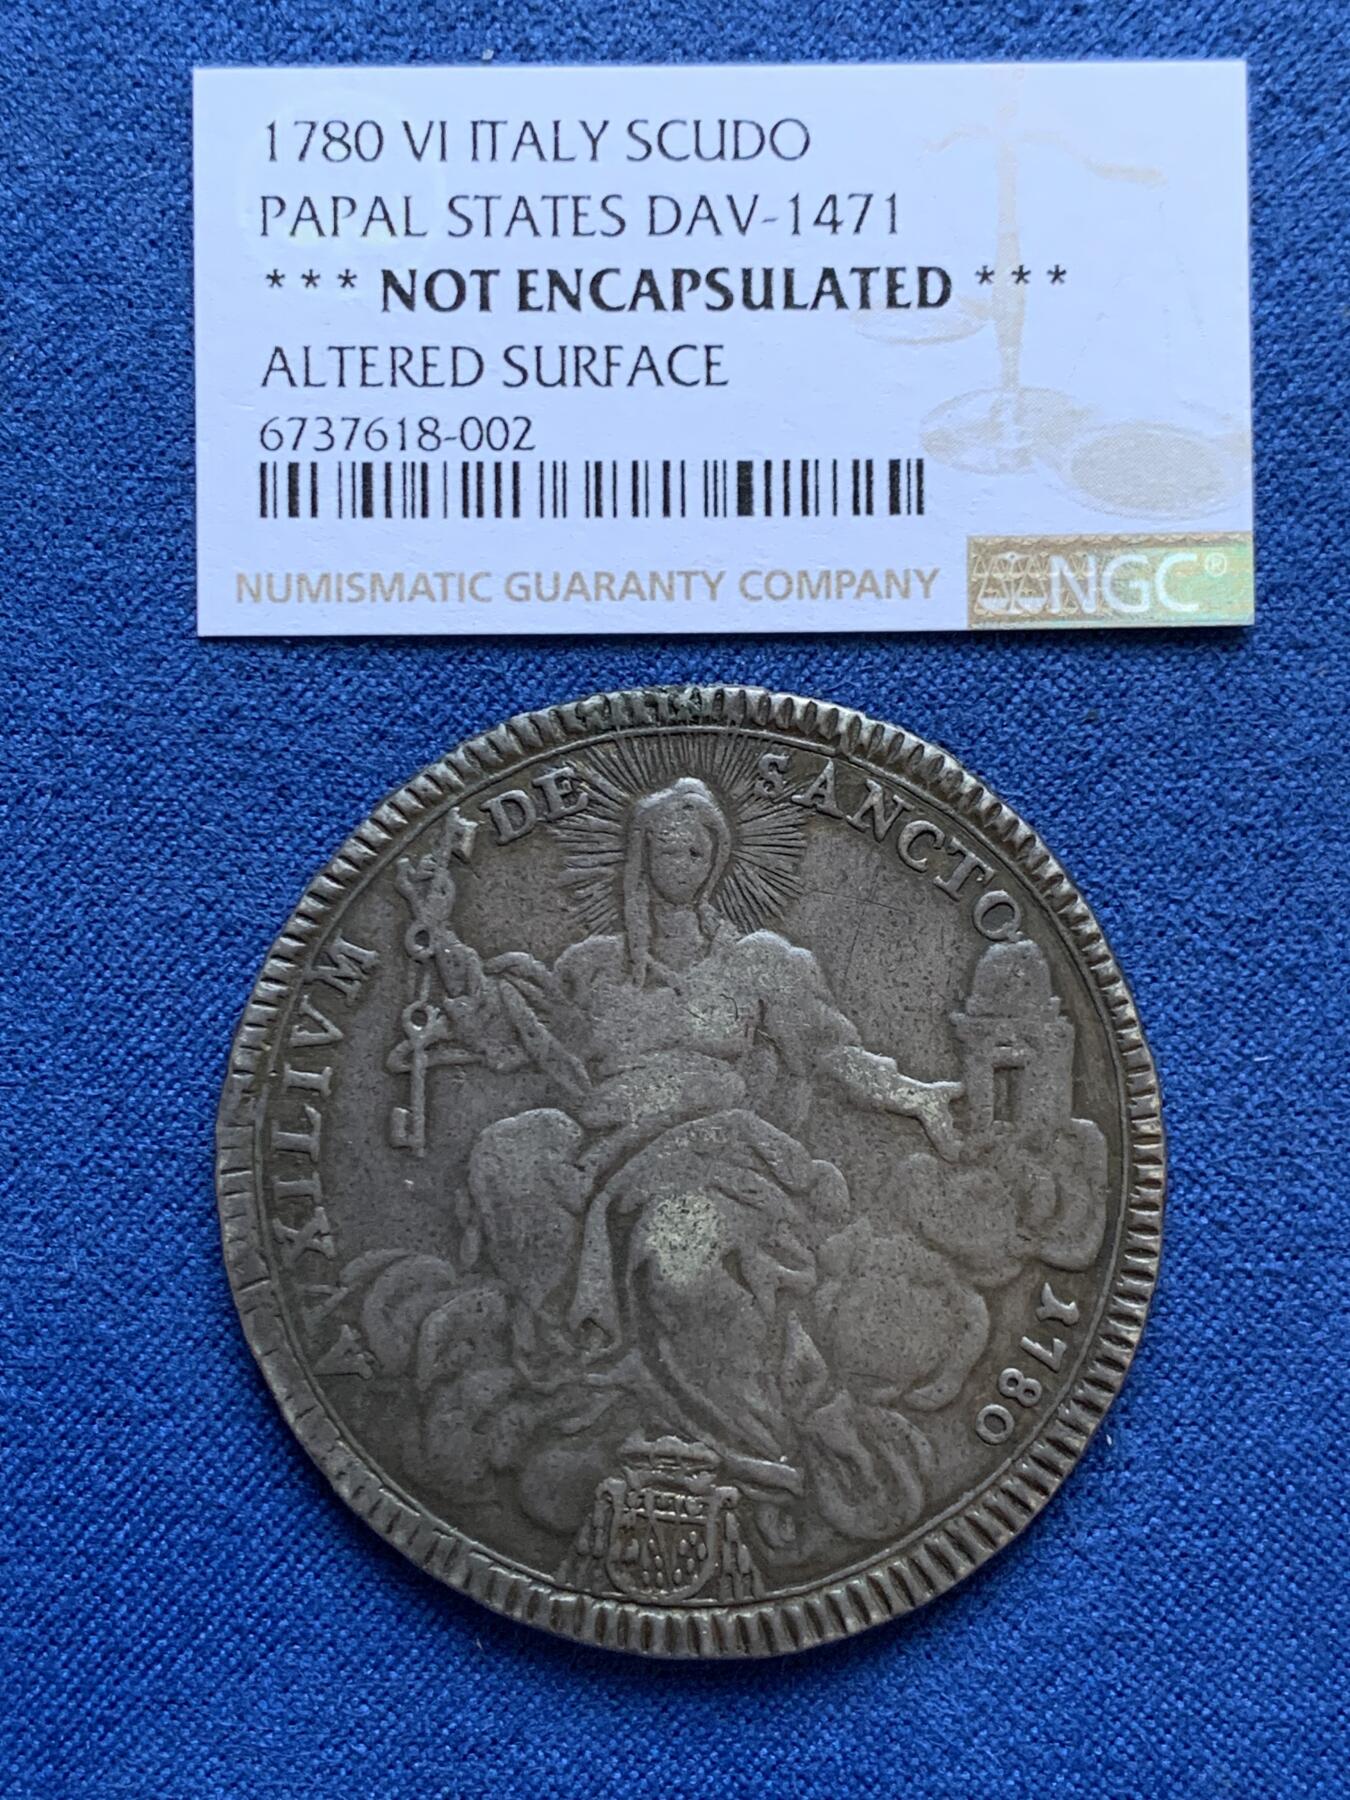 1780 VI ITALY SCUDO
PAPAL STATES DAV-1471
*** NOT ENCAPSULATED ***
ALTERED SURFACE
6737618-002
NUMISMATIC GUARANTY COMPANY NGC®
AVXILIVM DE SANCTO 1780